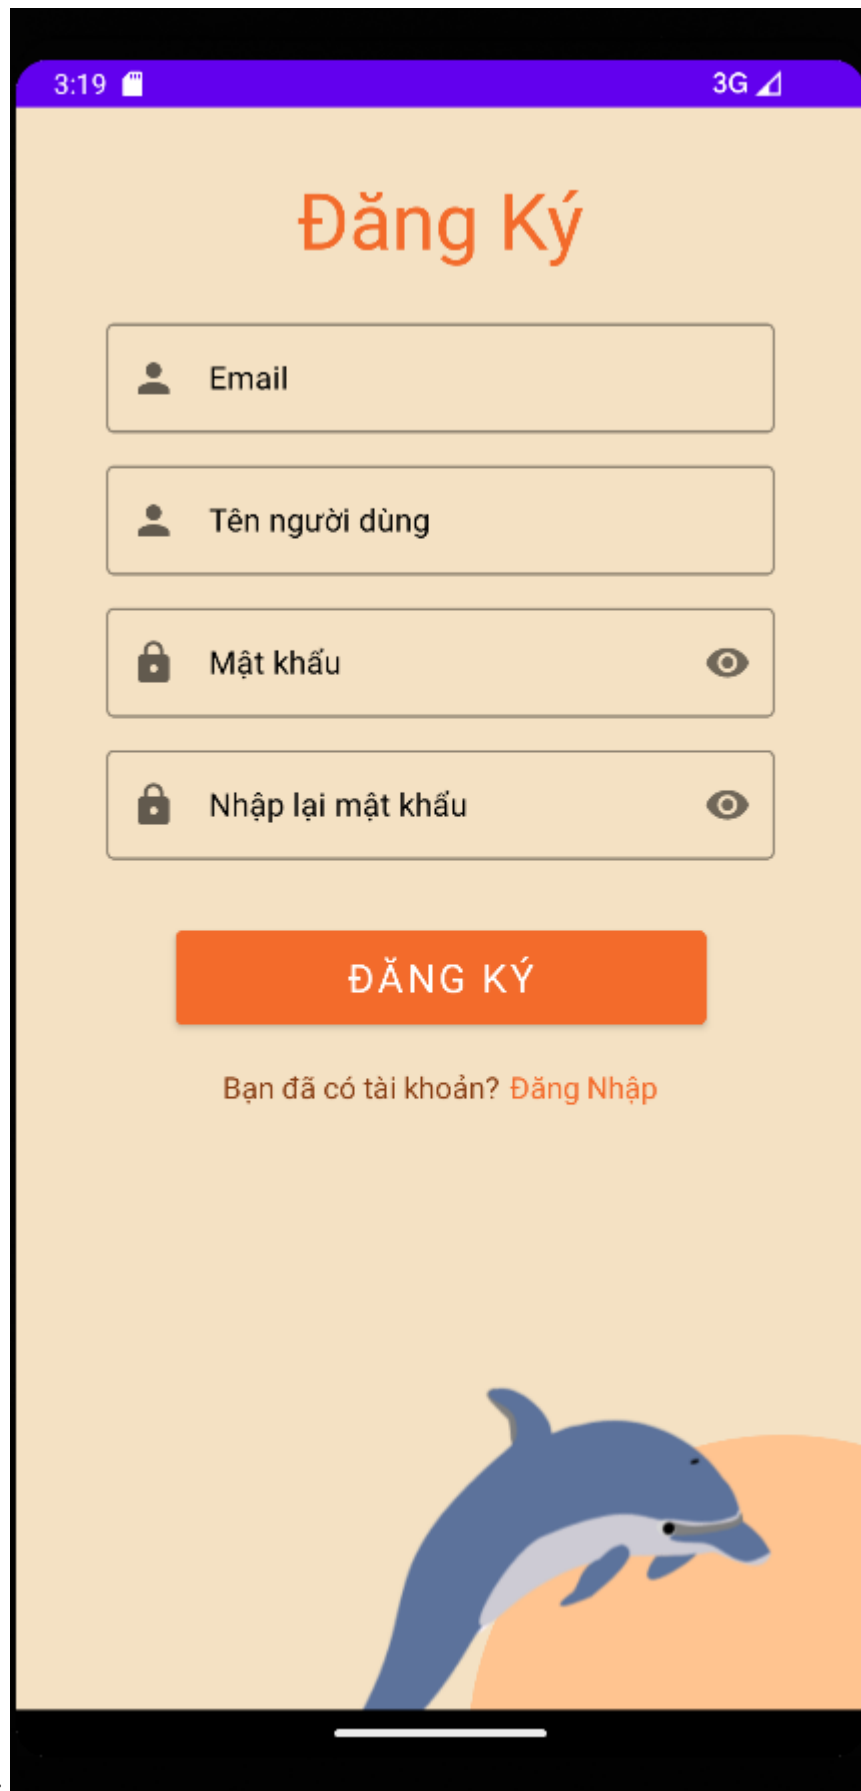 3:19 3G
Đăng Ký
Email
Tên người dùng
Mật khẩu
Nhập lại mật khẩu
ĐĂNG KÝ
Bạn đã có tài khoản? Đăng Nhập